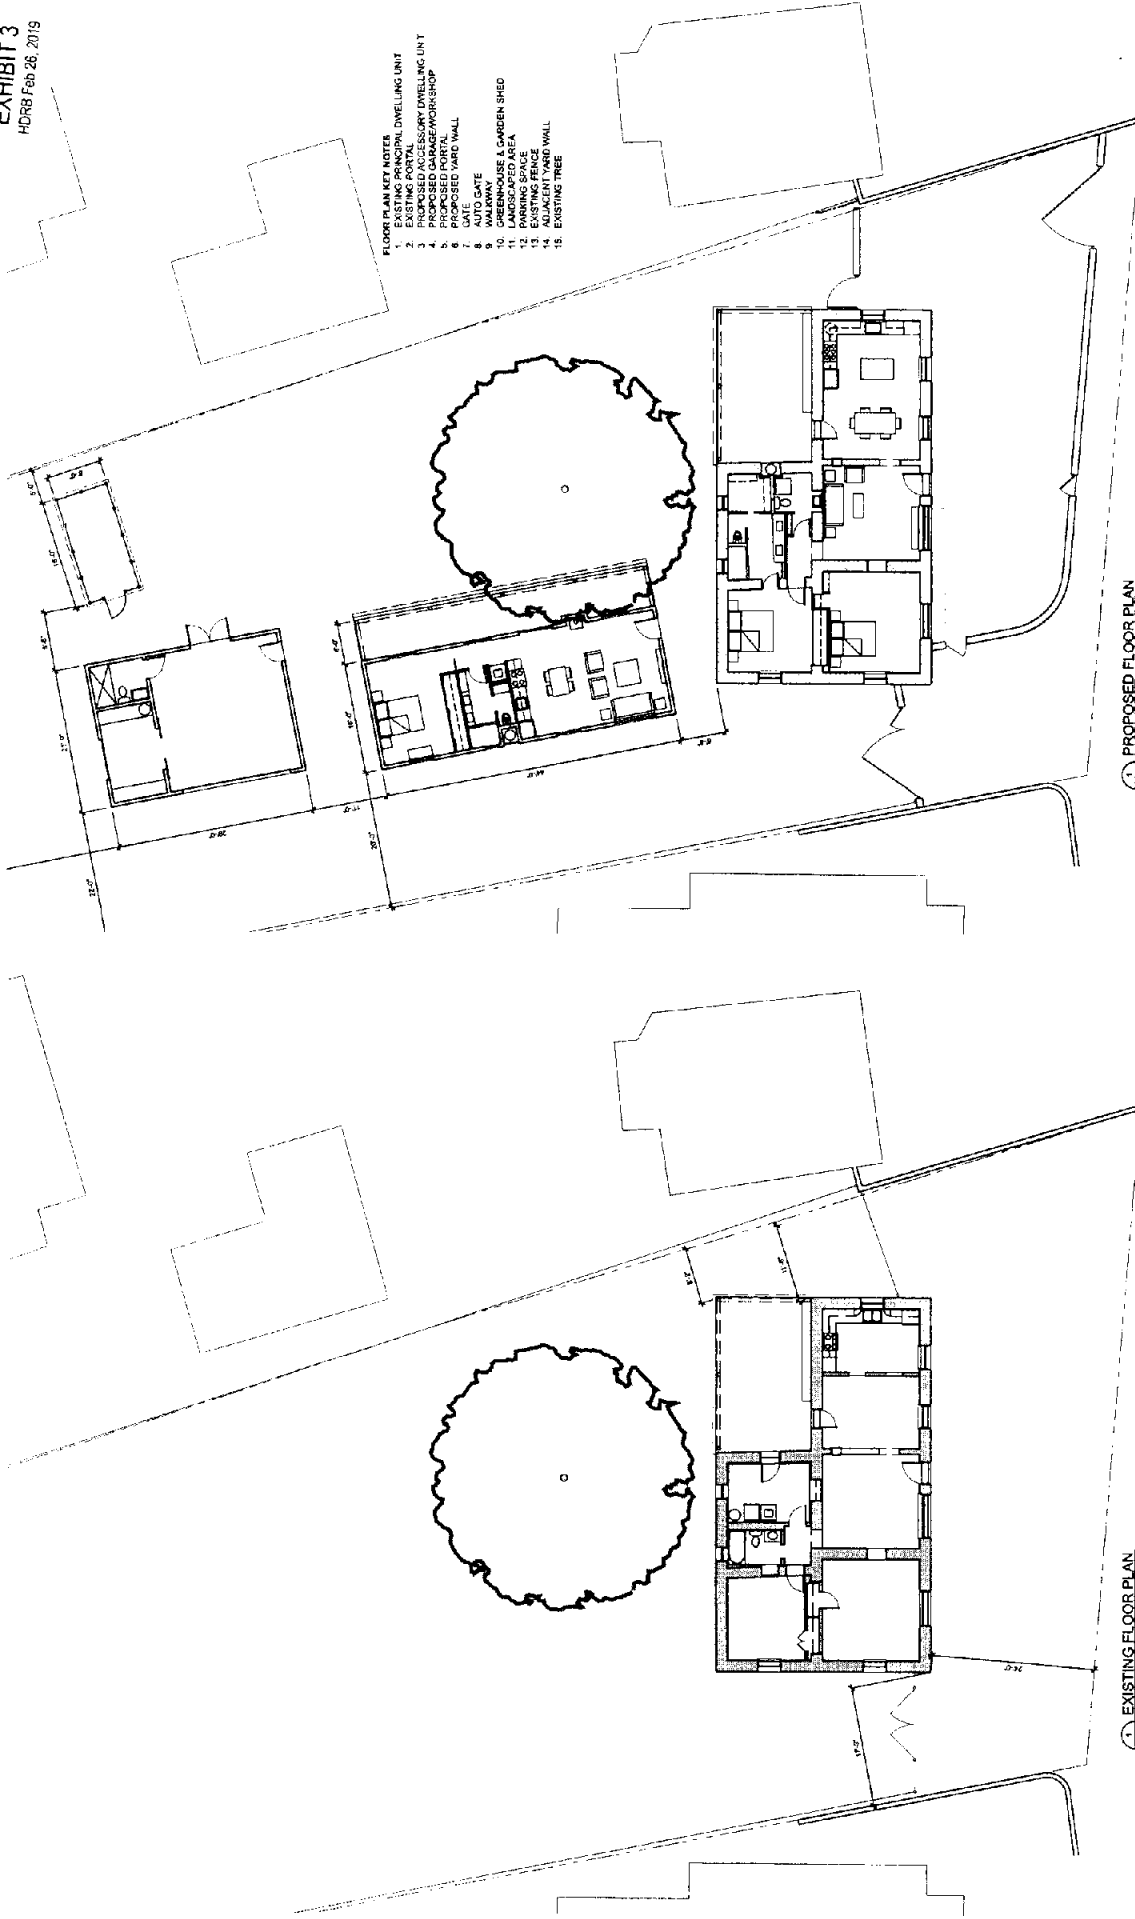 EXHIBIT 3
HDRB Feb 26, 2019
FLOOR PLAN KEY NOTES
1. EXISTING PRINCIPAL DWELLING UNIT
2. EXISTING PORTAL
3. PROPOSED ACCESSORY DWELLING UNIT
4. PROPOSED GARAGE/WORKSHOP
5. PROPOSED PORTAL
6. PROPOSED YARD WALL
7. GATE
8. AUTO GATE
9. WALKWAY
10. GREENHOUSE & GARDEN SHED
11. LANDSCAPED AREA
12. PARKING SPACE
13. EXISTING FENCE
14. ADJACENT YARD WALL
15. EXISTING TREE
1 PROPOSED FLOOR PLAN
1 EXISTING FLOOR PLAN